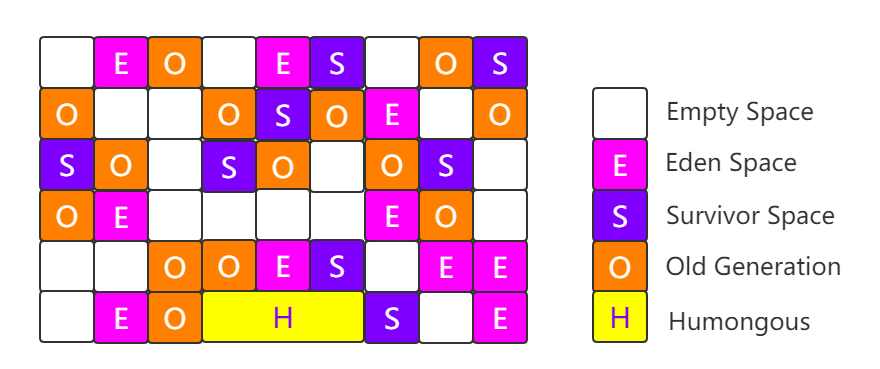 E O E S O S
O O S O E O
S O S O O S
O E E O
O O E S E E
E O H S E
Empty Space
E Eden Space
S Survivor Space
O Old Generation
H Humongous